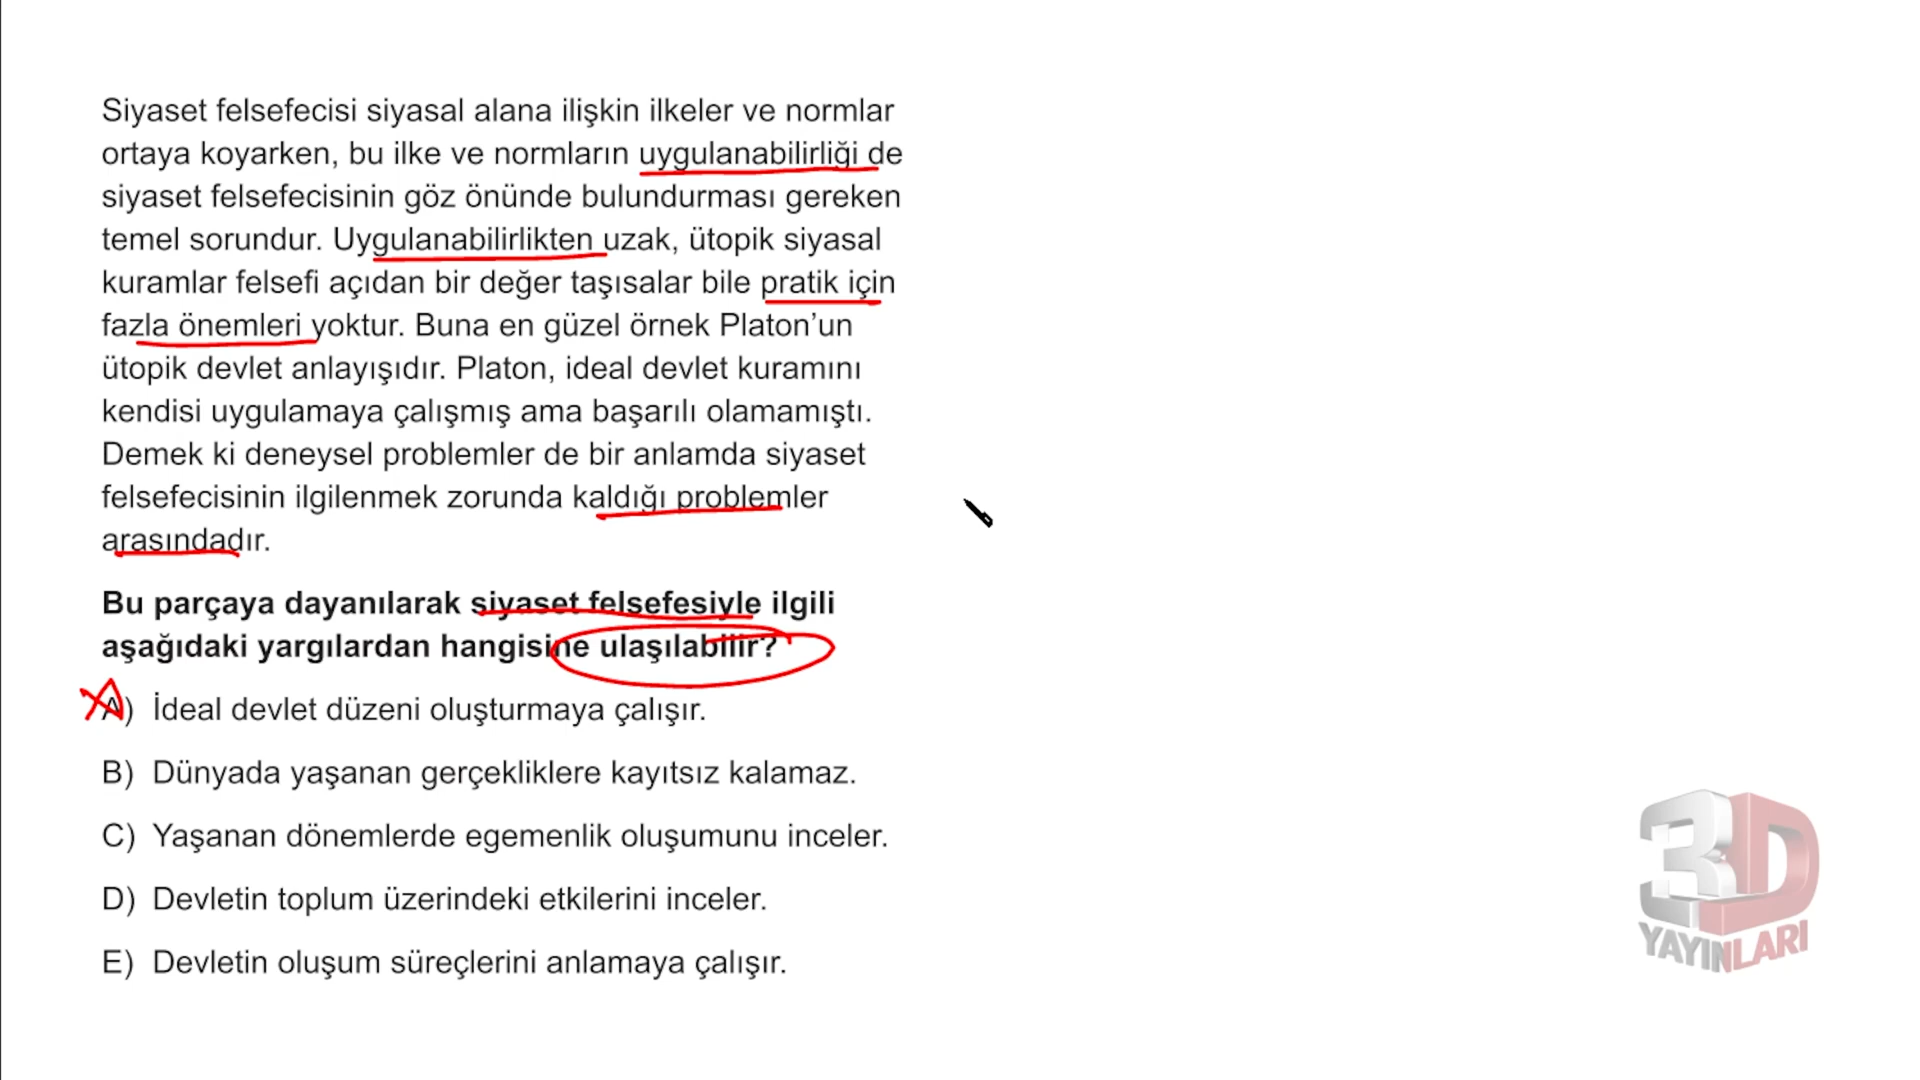 Siyaset felsefecisi siyasal alana ilişkin ilkeler ve normlar
ortaya koyarken, bu ilke ve normların uygulanabilirliği de
siyaset felsefecisinin göz önünde bulundurması gereken
temel sorundur. Uygulanabilirlikten uzak, ütopik siyasal
kuramlar felsefi açıdan bir değer taşısalar bile pratik için
fazla önemleri yoktur. Buna en güzel örnek Platon’un
ütopik devlet anlayışıdır. Platon, ideal devlet kuramını
kendisi uygulamaya çalışmış ama başarılı olamamıştı.
Demek ki deneysel problemler de bir anlamda siyaset
felsefecisinin ilgilenmek zorunda kaldığı problemler
arasındadır.
Bu parçaya dayanılarak siyaset felsefesiyle ilgili
aşağıdaki yargılardan hangisine ulaşılabilir?
A) İdeal devlet düzeni oluşturmaya çalışır.
B) Dünyada yaşanan gerçekliklere kayıtsız kalamaz.
C) Yaşanan dönemlerde egemenlik oluşumunu inceler.
D) Devletin toplum üzerindeki etkilerini inceler.
E) Devletin oluşum süreçlerini anlamaya çalışır.
3D
YAYINLARI